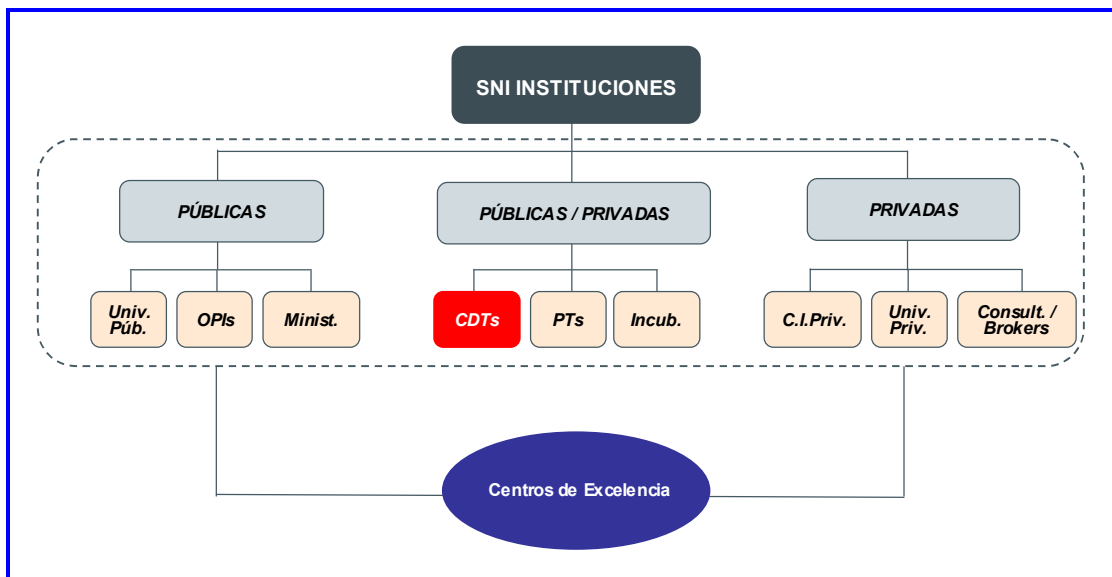 SNI INSTITUCIONES
PÚBLICAS
PÚBLICAS / PRIVADAS
PRIVADAS
Univ.
Púb.
OPIs
Minist.
CDTs
PTs
Incub.
C.I.Priv.
Univ.
Priv.
Consult. /
Brokers
Centros de Excelencia